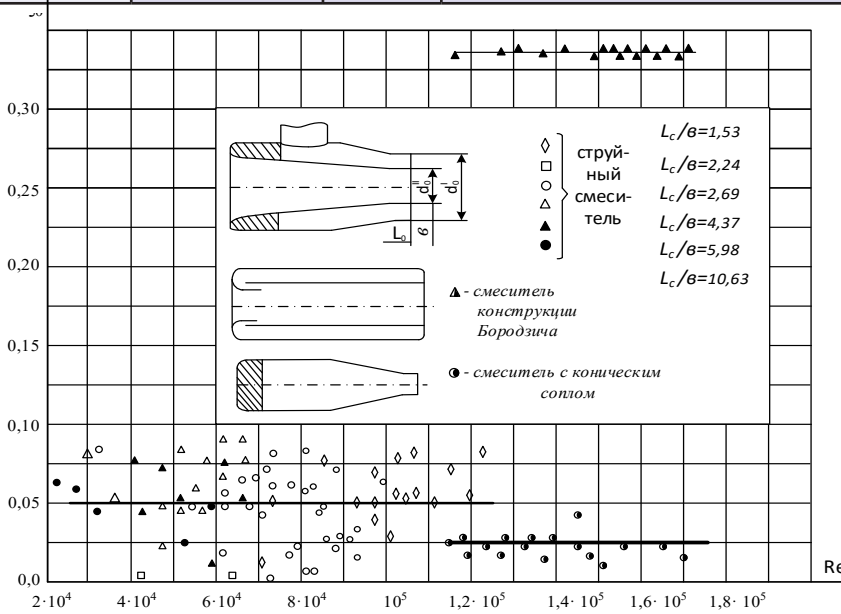 0,30
0,25
0,20
0,15
0,10
0,05
0,0
2·10⁴ 4·10⁴ 6·10⁴ 8·10⁴ 10⁵ 1,2·10⁵ 1,4·10⁵ 1,6·10⁵ 1,8·10⁵
Re
L₀ в d₀ᴵᴵ d₀ᴵ
струй-
ный
смеси-
тель
L_c/в=1,53
L_c/в=2,24
L_c/в=2,69
L_c/в=4,37
L_c/в=5,98
L_c/в=10,63
- смеситель
конструкции
Бородзича
- смеситель с коническим
соплом